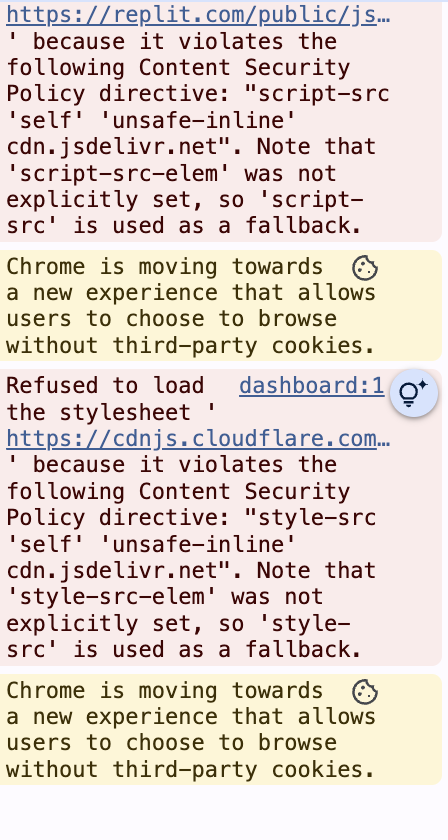 https://replit.com/public/js…
' because it violates the
following Content Security
Policy directive: "script-src
'self' 'unsafe-inline'
cdn.jsdelivr.net". Note that
'script-src-elem' was not
explicitly set, so 'script-
src' is used as a fallback.
Chrome is moving towards
a new experience that allows
users to choose to browse
without third-party cookies.
Refused to load dashboard:1
the stylesheet '
https://cdnjs.cloudflare.com…
' because it violates the
following Content Security
Policy directive: "style-src
'self' 'unsafe-inline'
cdn.jsdelivr.net". Note that
'style-src-elem' was not
explicitly set, so 'style-
src' is used as a fallback.
Chrome is moving towards
a new experience that allows
users to choose to browse
without third-party cookies.